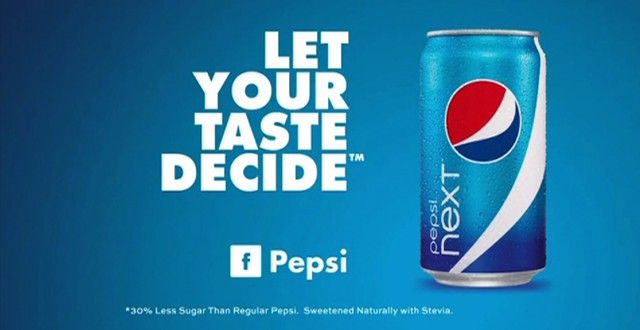 LET
YOUR
TASTE
DECIDE™
f Pepsi
*30% Less Sugar Than Regular Pepsi. Sweetened Naturally with Stevia.
pepsi
next